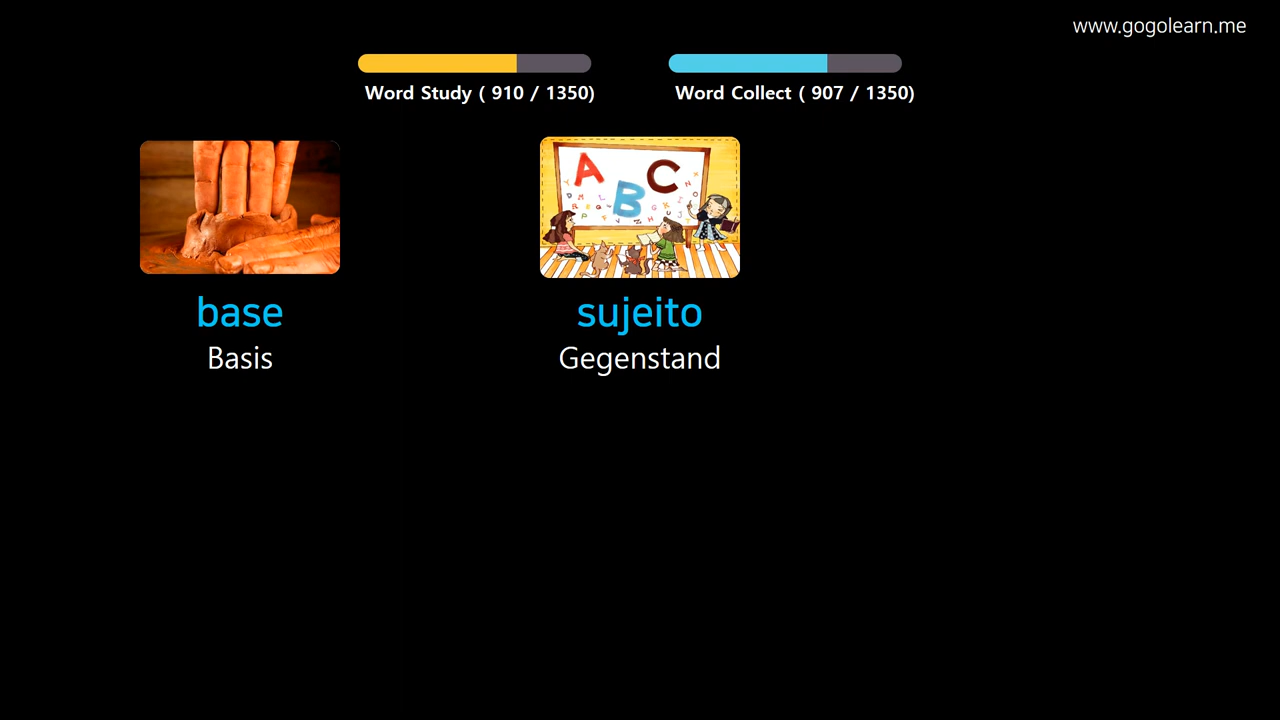 www.gogolearn.me
Word Study ( 910 / 1350)
Word Collect ( 907 / 1350)
A B C
base
sujeito
Basis
Gegenstand